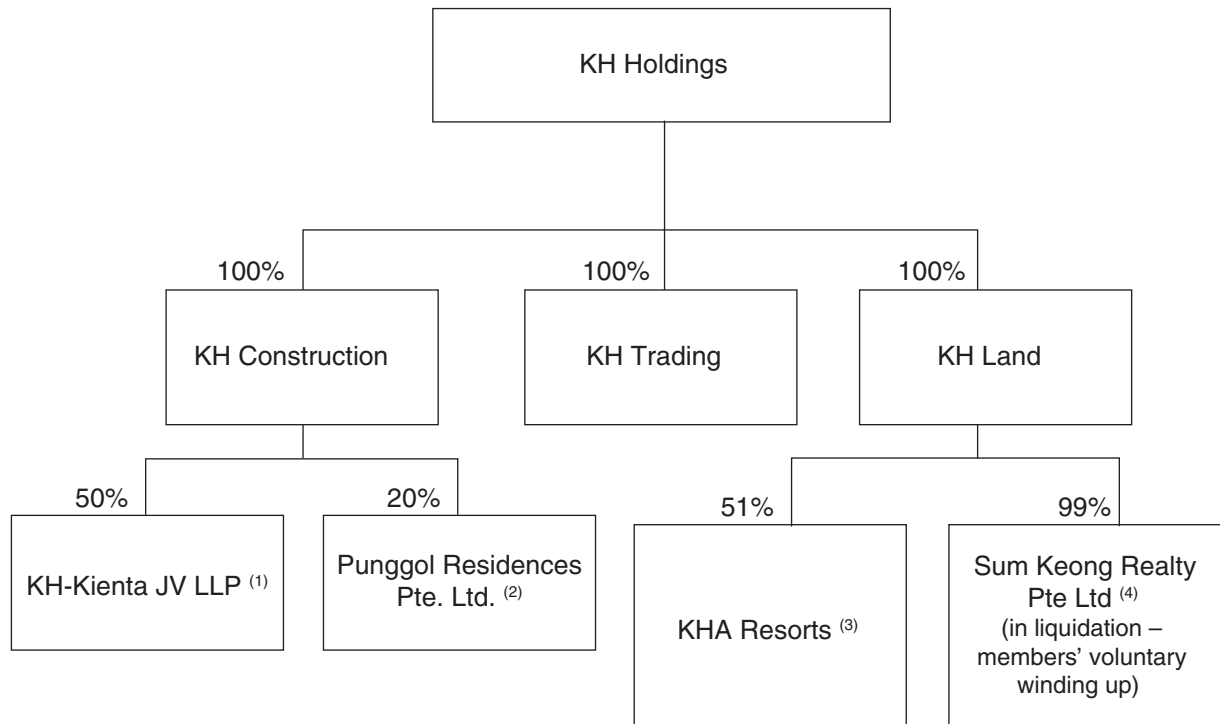 KH Holdings
100%
100%
100%
KH Construction
KH Trading
KH Land
50%
20%
51%
99%
KH-Kienta JV LLP (1)
Punggol Residences
Pte. Ltd. (2)
KHA Resorts (3)
Sum Keong Realty
Pte Ltd (4)
(in liquidation –
members’ voluntary
winding up)